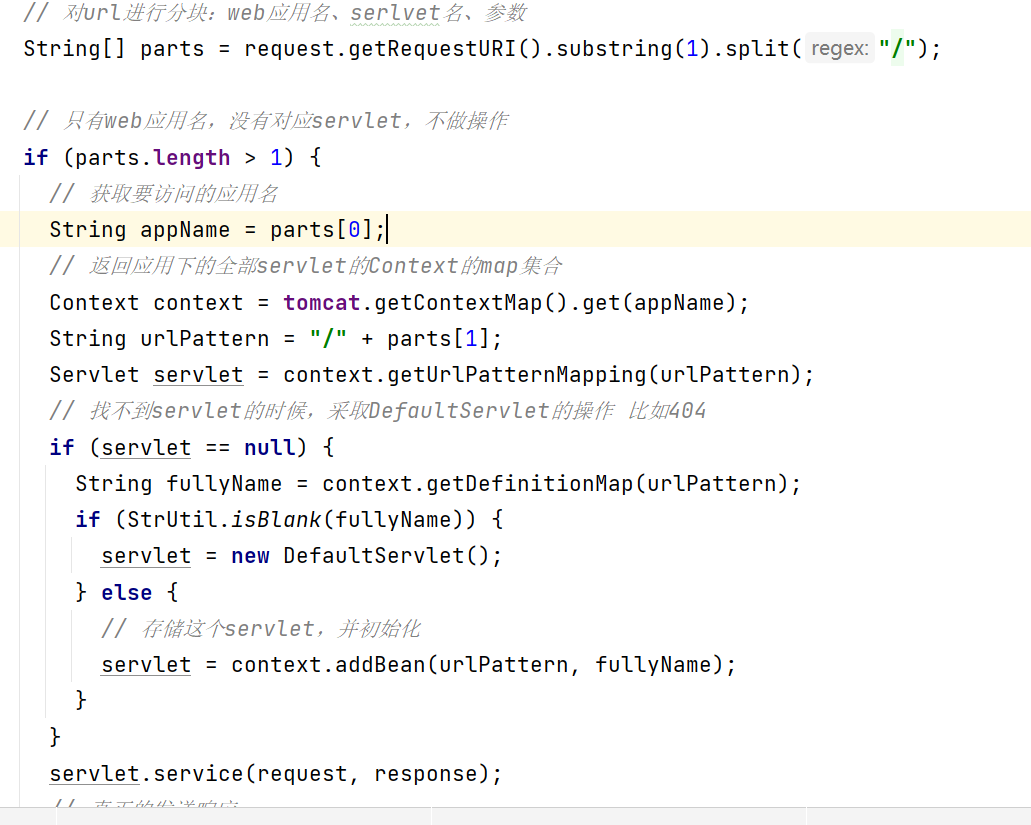 // 对url进行分块：web应用名、serlvet名、参数
String[] parts = request.getRequestURI().substring(1).split( regex: "/");
// 只有web应用名，没有对应servlet，不做操作
if (parts.length > 1) {
// 获取要访问的应用名
String appName = parts[0];
// 返回应用下的全部servlet的Context的map集合
Context context = tomcat.getContextMap().get(appName);
String urlPattern = "/" + parts[1];
Servlet servlet = context.getUrlPatternMapping(urlPattern);
// 找不到servlet的时候，采取DefaultServlet的操作 比如404
if (servlet == null) {
String fullyName = context.getDefinitionMap(urlPattern);
if (StrUtil.isBlank(fullyName)) {
servlet = new DefaultServlet();
} else {
// 存储这个servlet，并初始化
servlet = context.addBean(urlPattern, fullyName);
}
}
servlet.service(request, response);
// 真正的发送响应